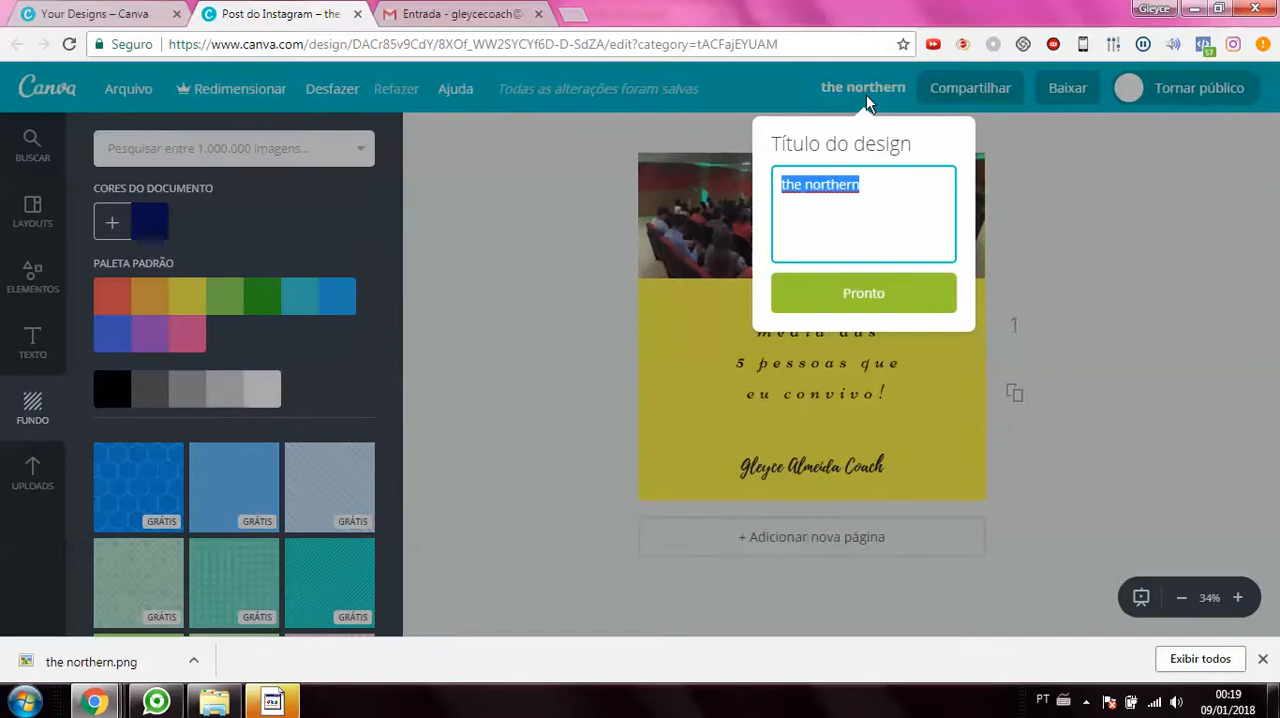 Your Designs – Canva
Post do Instagram – the
Entrada - gleycecoach@
Gleyce
Seguro
https://www.canva.com/design/DACr85v9CdY/8XOf_WW2SYCYf6D-D-SdZA/edit?category=tACFajEYUAM
57
Canva
Arquivo
Redimensionar
Desfazer
Refazer
Ajuda
Todas as alterações foram salvas
the northern
Compartilhar
Baixar
Tornar público
BUSCAR
LAYOUTS
ELEMENTOS
TEXTO
FUNDO
UPLOADS
Pesquisar entre 1.000.000 imagens...
CORES DO DOCUMENTO
PALETA PADRÃO
GRÁTIS
GRÁTIS
GRÁTIS
GRÁTIS
GRÁTIS
GRÁTIS
Título do design
the northern
Pronto
média das
5 pessoas que
eu convivo!
Gleyce Almeida Coach
1
+ Adicionar nova página
34%
the northern.png
Exibir todos
PT
00:19
09/01/2018